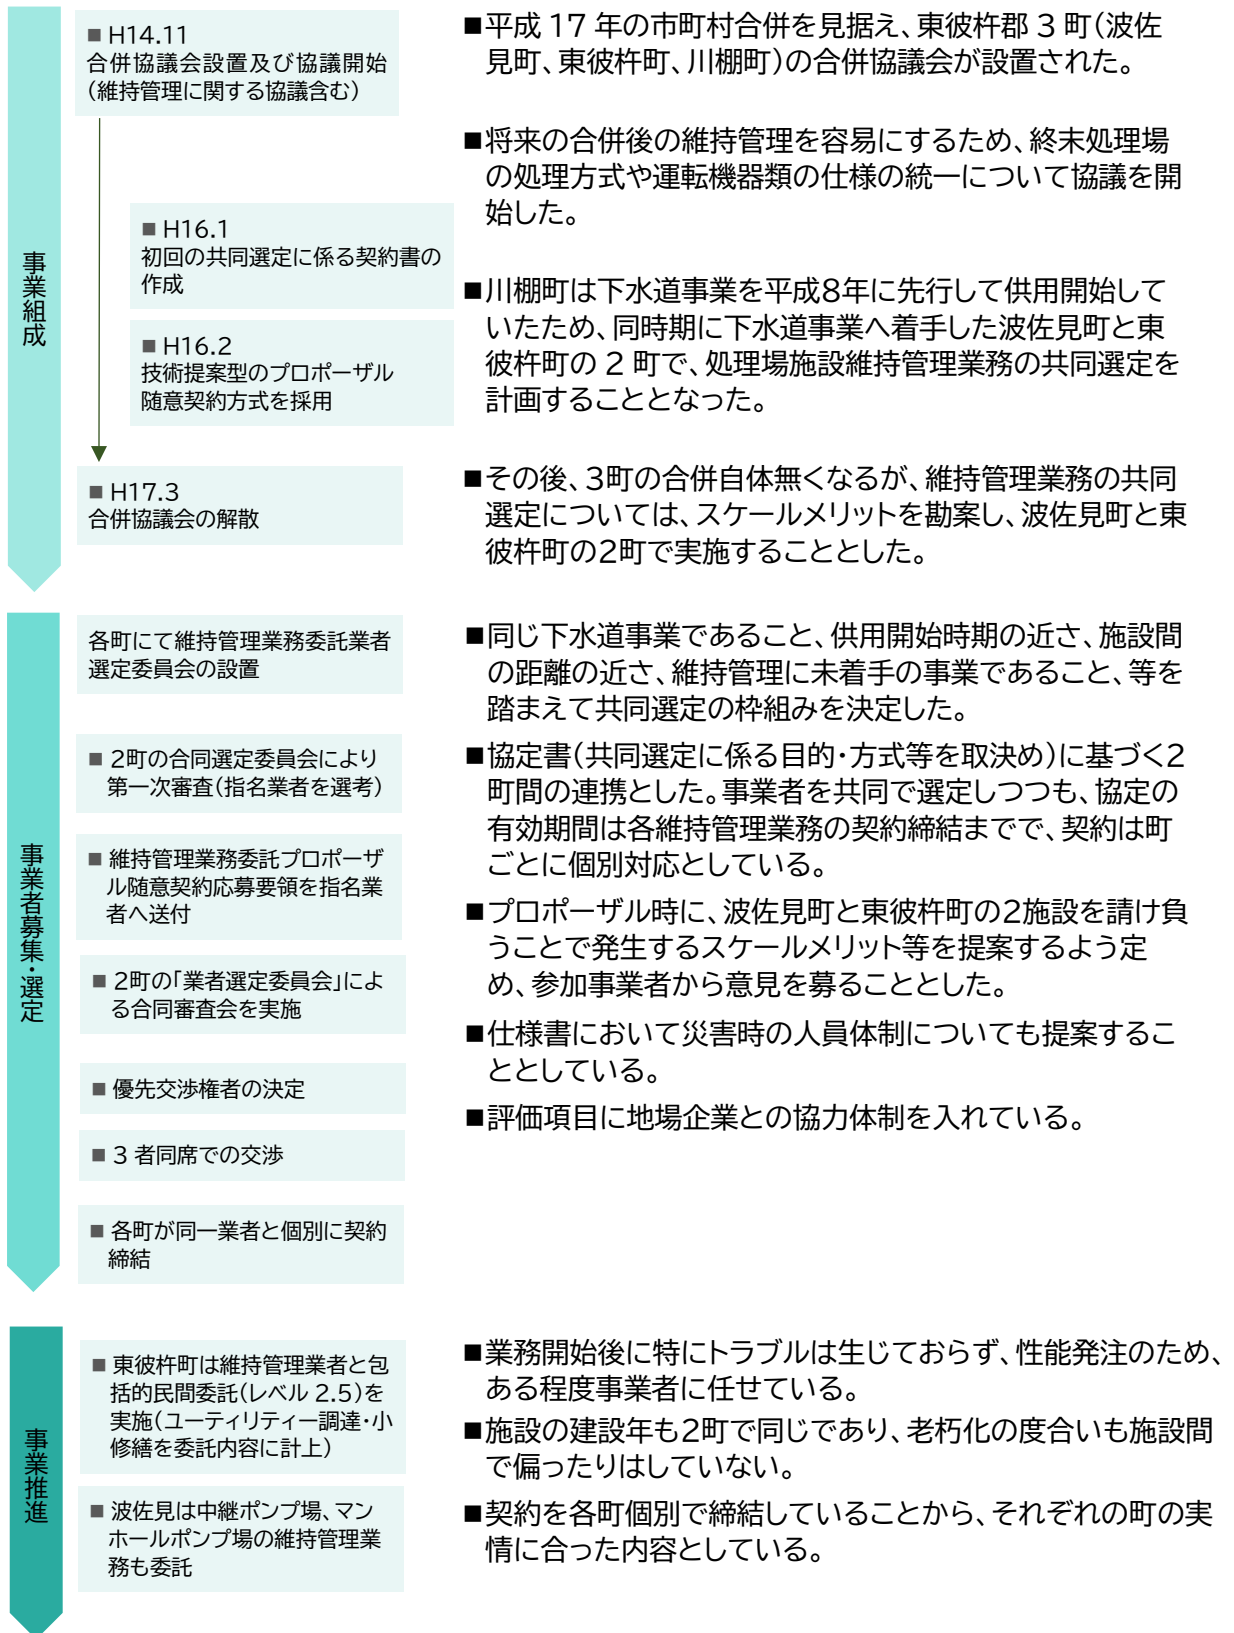 事業組成
■ H14.11
合併協議会設置及び協議開始
（維持管理に関する協議含む）
■ H16.1
初回の共同選定に係る契約書の
作成
■ H16.2
技術提案型のプロポーザル
随意契約方式を採用
■ H17.3
合併協議会の解散
■平成 17 年の市町村合併を見据え、東彼杵郡 3 町（波佐
見町、東彼杵町、川棚町）の合併協議会が設置された。
■将来の合併後の維持管理を容易にするため、終末処理場
の処理方式や運転機器類の仕様の統一について協議を開
始した。
■川棚町は下水道事業を平成8年に先行して供用開始して
いたため、同時期に下水道事業へ着手した波佐見町と東
彼杵町の 2 町で、処理場施設維持管理業務の共同選定を
計画することとなった。
■その後、3町の合併自体無くなるが、維持管理業務の共同
選定については、スケールメリットを勘案し、波佐見町と東
彼杵町の2町で実施することとした。
事業者募集・選定
各町にて維持管理業務委託業者
選定委員会の設置
■ 2町の合同選定委員会により
第一次審査（指名業者を選考）
■ 維持管理業務委託プロポーザ
ル随意契約応募要領を指名業
者へ送付
■ 2町の「業者選定委員会」によ
る合同審査会を実施
■ 優先交渉権者の決定
■ 3 者同席での交渉
■ 各町が同一業者と個別に契約
締結
■同じ下水道事業であること、供用開始時期の近さ、施設間
の距離の近さ、維持管理に未着手の事業であること、等を
踏まえて共同選定の枠組みを決定した。
■協定書（共同選定に係る目的・方式等を取決め）に基づく2
町間の連携とした。事業者を共同で選定しつつも、協定の
有効期間は各維持管理業務の契約締結までで、契約は町
ごとに個別対応としている。
■プロポーザル時に、波佐見町と東彼杵町の2施設を請け負
うことで発生するスケールメリット等を提案するよう定
め、参加事業者から意見を募ることとした。
■仕様書において災害時の人員体制についても提案するこ
ととしている。
■評価項目に地場企業との協力体制を入れている。
事業推進
■ 東彼杵町は維持管理業者と包
括的民間委託（レベル 2.5）を
実施（ユーティリティー調達・小
修繕を委託内容に計上）
■ 波佐見は中継ポンプ場、マン
ホールポンプ場の維持管理業
務も委託
■業務開始後に特にトラブルは生じておらず、性能発注のため、
ある程度事業者に任せている。
■施設の建設年も2町で同じであり、老朽化の度合いも施設間
で偏ったりはしていない。
■契約を各町個別で締結していることから、それぞれの町の実
情に合った内容としている。